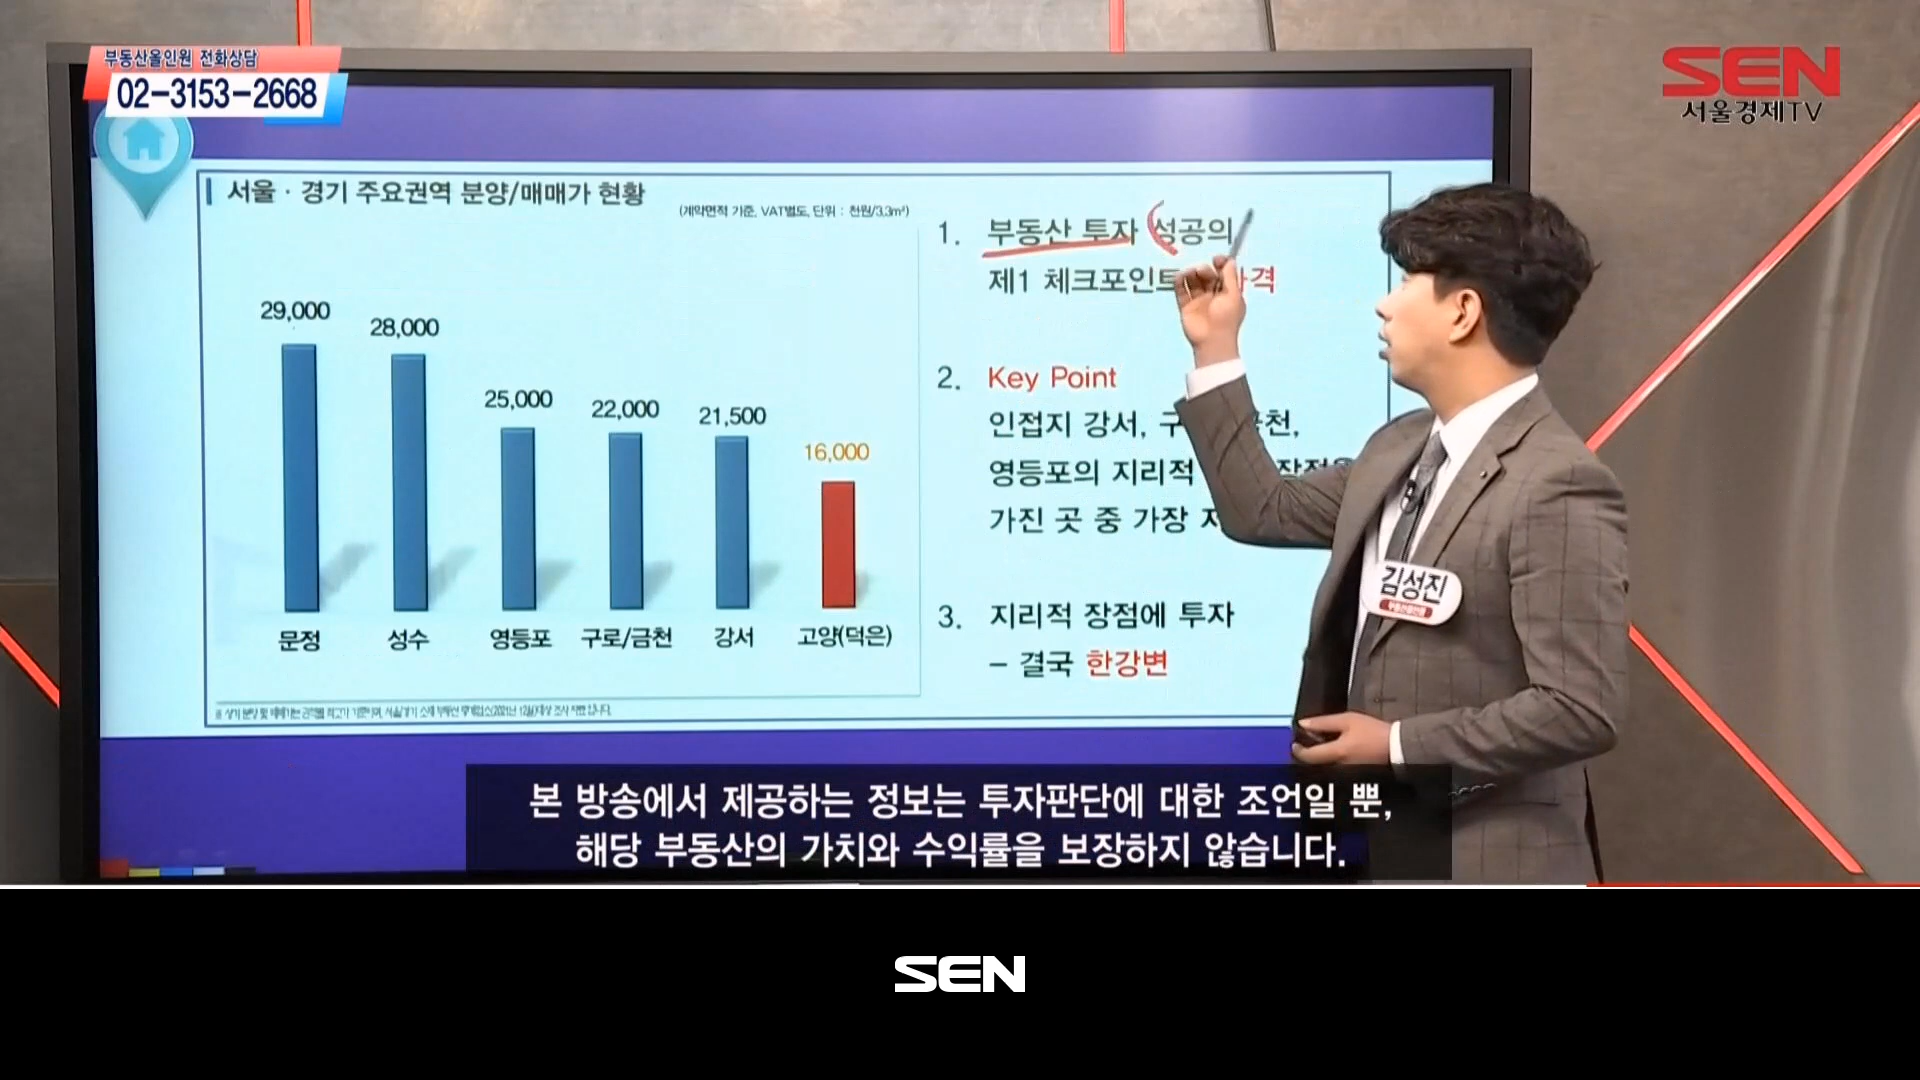 부동산올인원 전화상담
02-3153-2668
SEN
서울경제TV
서울·경기 주요권역 분양/매매가 현황
(계약면적 기준, VAT별도, 단위 : 천원/3.3m²)
29,000
28,000
25,000
22,000
21,500
16,000
문정
성수
영등포
구로/금천
강서
고양(덕은)
1. 부동산 투자 성공의
제1 체크포인트
2. Key Point
인접지 강서,
영등포의 지리적
가진 곳 중 가장
3. 지리적 장점에 투자
– 결국 한강변
김성진
본 방송에서 제공하는 정보는 투자판단에 대한 조언일 뿐,
해당 부동산의 가치와 수익률을 보장하지 않습니다.
SEN